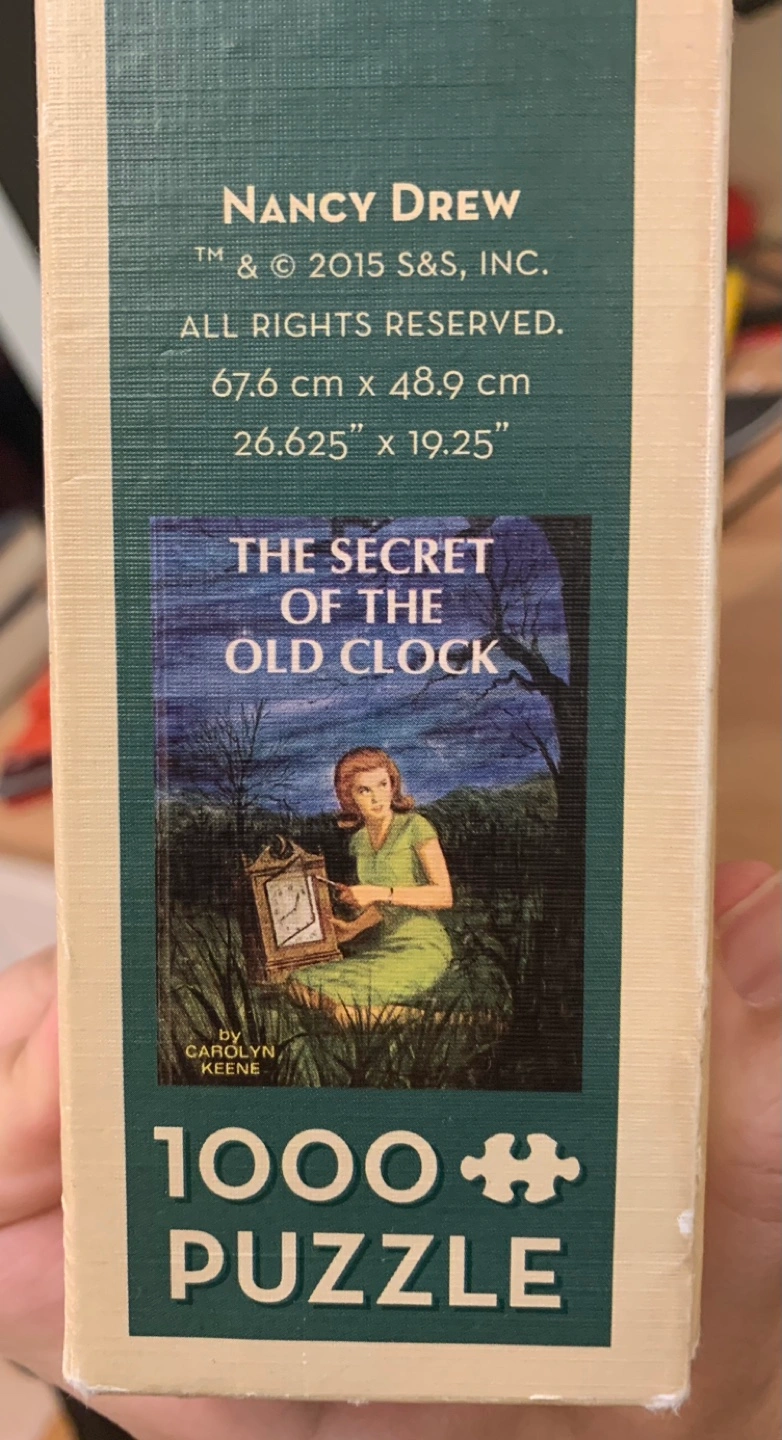 NANCY DREW
™ & © 2015 S&S, INC.
ALL RIGHTS RESERVED.
67.6 cm x 48.9 cm
26.625” x 19.25”
THE SECRET
OF THE
OLD CLOCK
by
CAROLYN
KEENE
1000
PUZZLE